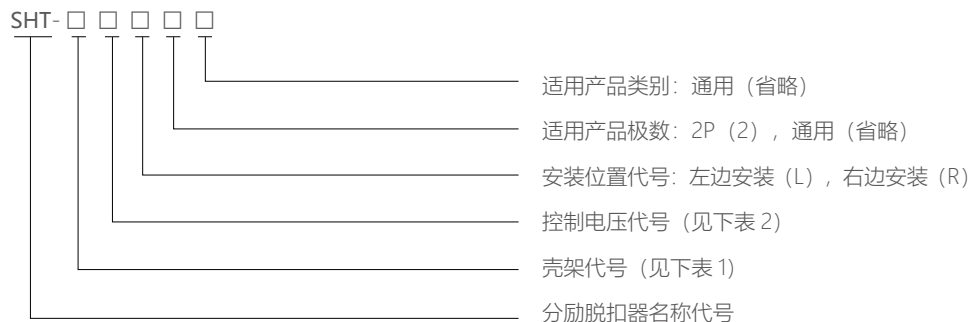 SHT-□ □ □ □ □
适用产品类别：通用（省略）
适用产品极数：2P（2），通用（省略）
安装位置代号：左边安装（L），右边安装（R）
控制电压代号（见下表 2）
壳架代号（见下表 1）
分励脱扣器名称代号